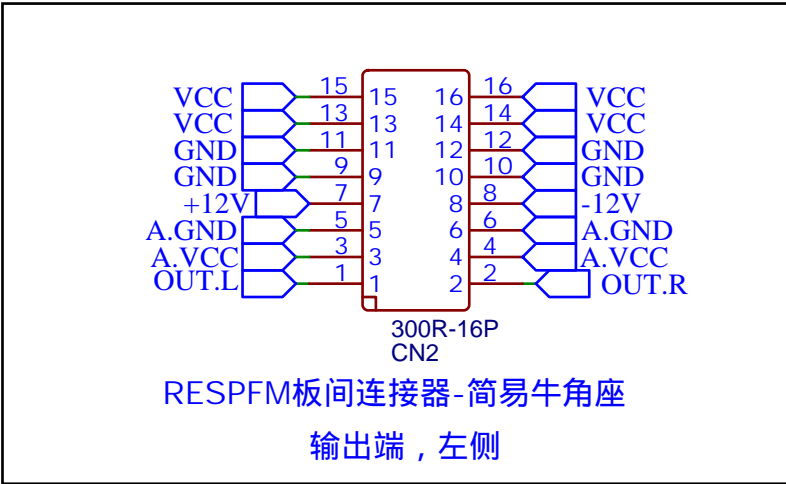 VCC 15 15 16 16 VCC
VCC 13 13 14 14 VCC
GND 11 11 12 12 GND
GND 9 9 10 10 GND
+12V 7 7 8 8 -12V
A.GND 5 5 6 6 A.GND
A.VCC 3 3 4 4 A.VCC
OUT.L 1 1 2 2 OUT.R
300R-16P
CN2
RESPFM板间连接器-简易牛角座
输出端，左侧